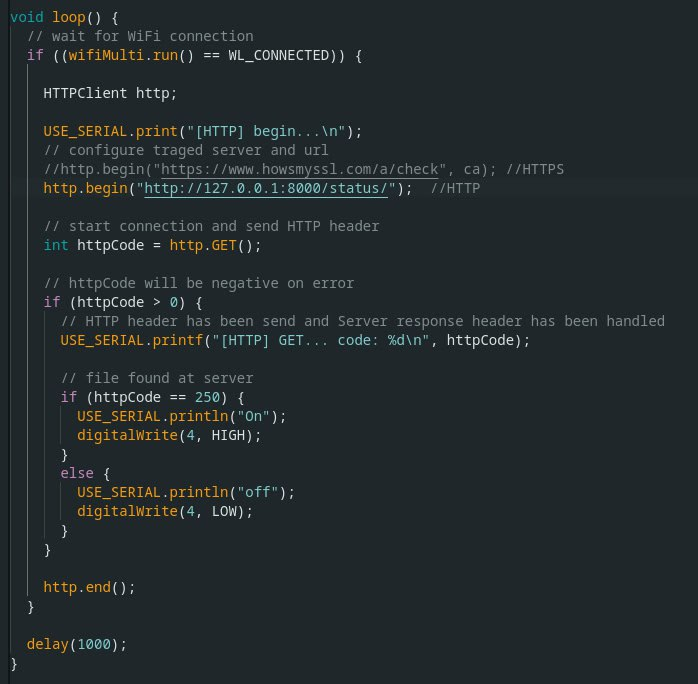 void loop() {
  // wait for WiFi connection
  if ((wifiMulti.run() == WL_CONNECTED)) {

    HTTPClient http;

    USE_SERIAL.print("[HTTP] begin...\n");
    // configure traged server and url
    //http.begin("https://www.howsmyssl.com/a/check", ca); //HTTPS
    http.begin("http://127.0.0.1:8000/status/");  //HTTP

    // start connection and send HTTP header
    int httpCode = http.GET();

    // httpCode will be negative on error
    if (httpCode > 0) {
      // HTTP header has been send and Server response header has been handled
      USE_SERIAL.printf("[HTTP] GET... code: %d\n", httpCode);

      // file found at server
      if (httpCode == 250) {
        USE_SERIAL.println("On");
        digitalWrite(4, HIGH);
      }
      else {
        USE_SERIAL.println("off");
        digitalWrite(4, LOW);
      }
    }

    http.end();
  }

  delay(1000);
}